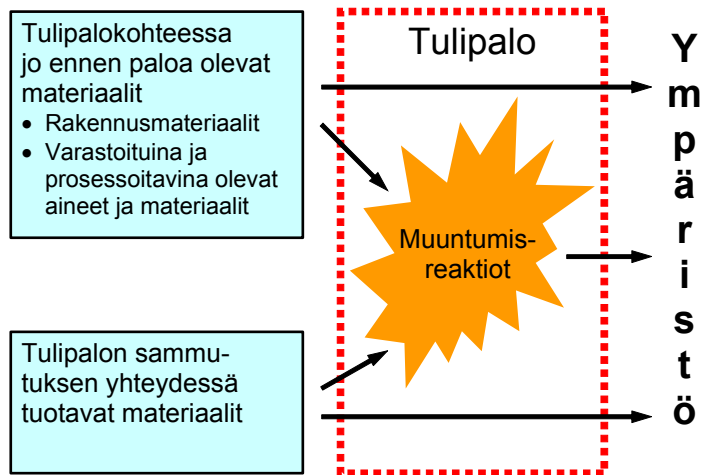 Tulipalokohteessa
jo ennen paloa olevat
materiaalit
• Rakennusmateriaalit
• Varastoituina ja
prosessoitavina olevat
aineet ja materiaalit
Tulipalon sammu-
tuksen yhteydessä
tuotavat materiaalit
Tulipalo
Muuntumis-
reaktiot
Ympäristö